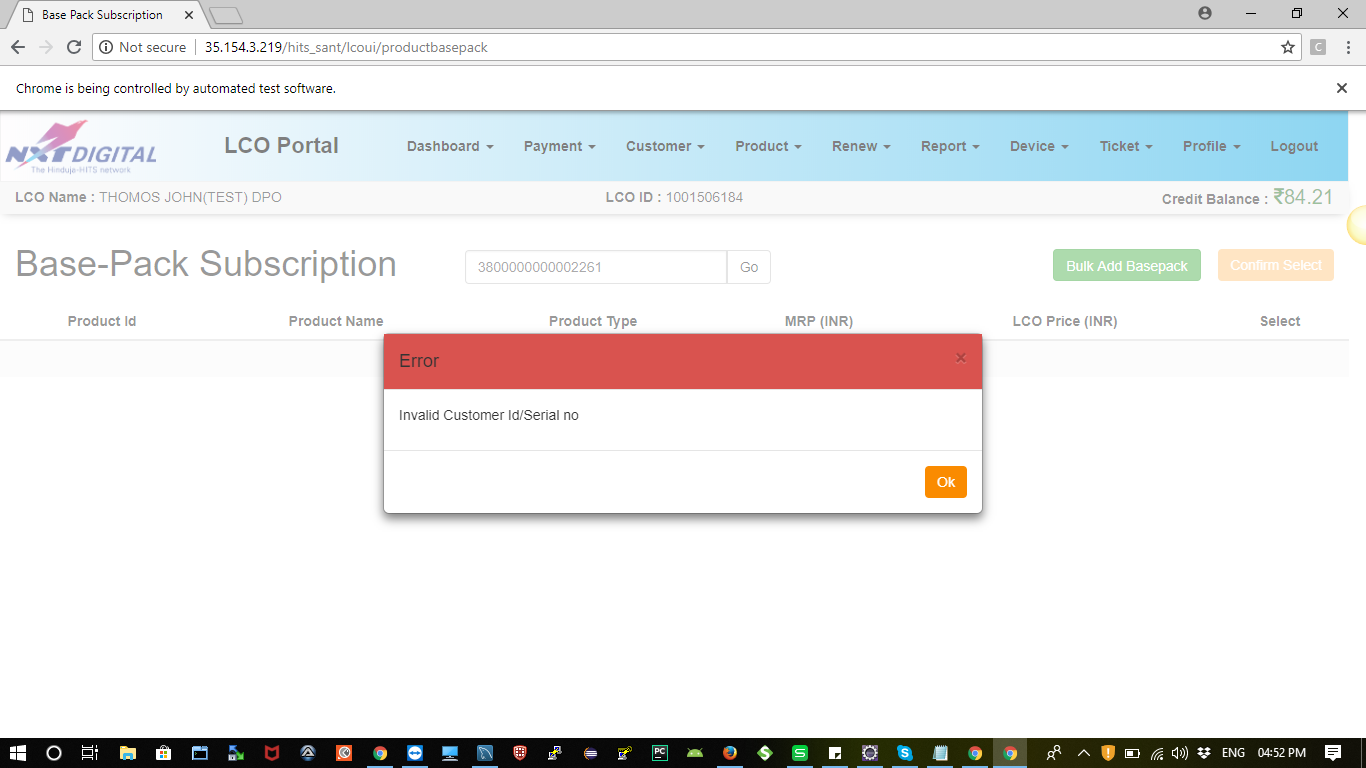 Base Pack Subscription
Not secure 35.154.3.219/hits_sant/lcoui/productbasepack
C
Chrome is being controlled by automated test software.
NXTDIGITAL
The Hinduja-HITS network
LCO Portal Dashboard Payment Customer Product Renew Report Device Ticket Profile Logout
LCO Name : THOMOS JOHN(TEST) DPO LCO ID : 1001506184 Credit Balance : ₹84.21
Base-Pack Subscription 3800000000002261 Go Bulk Add Basepack Confirm Select
Product Id Product Name Product Type MRP (INR) LCO Price (INR) Select
Error ×
Invalid Customer Id/Serial no
Ok
PC S S ENG 04:52 PM